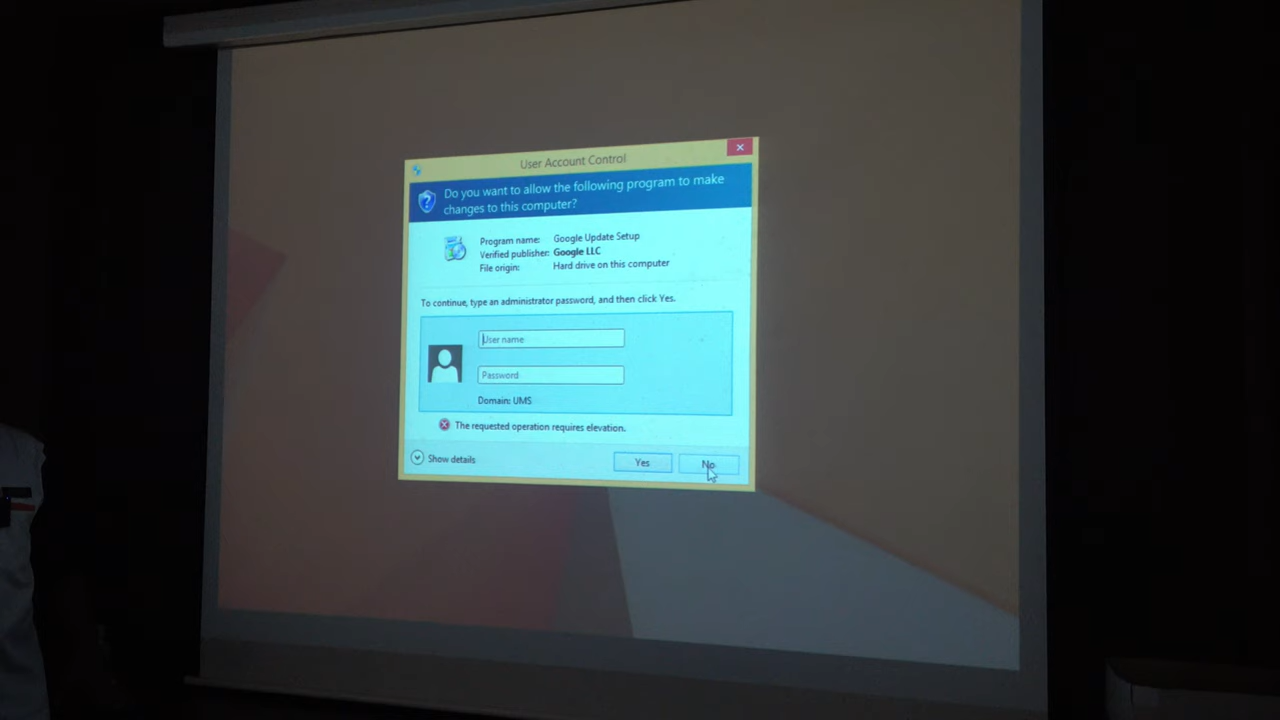 User Account Control
Do you want to allow the following program to make
changes to this computer?
Program name: Google Update Setup
Verified publisher: Google LLC
File origin: Hard drive on this computer
To continue, type an administrator password, and then click Yes.
User name
Password
Domain: UMS
The requested operation requires elevation.
Show details
Yes
No